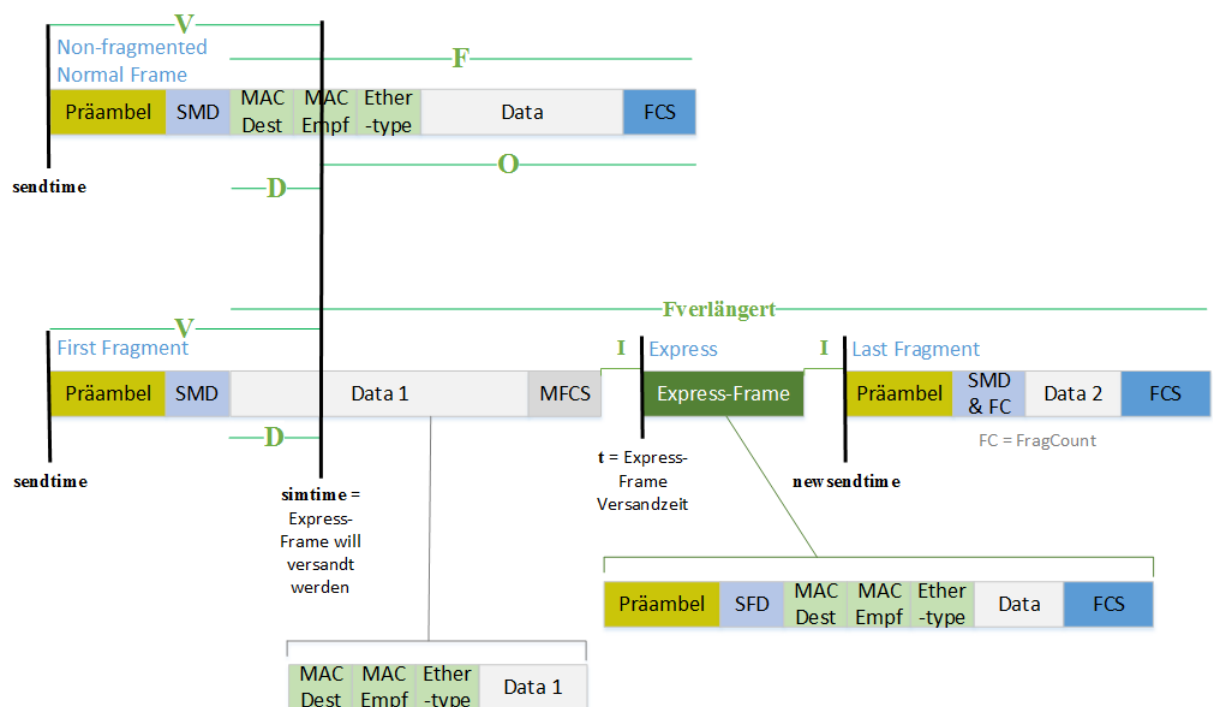 V
Non-fragmented
Normal Frame
F
Präambel SMD MAC Dest MAC Empf Ether-type Data FCS
O
sendtime
D
Fverlängert
V
First Fragment
I Express I Last Fragment
Präambel SMD Data 1 MFCS Express-Frame Präambel SMD & FC Data 2 FCS
D
FC = FragCount
sendtime
simtime =
Express-
Frame will
versandt
werden
t = Express-
Frame
Versandzeit
newsendtime
Präambel SFD MAC Dest MAC Empf Ether-type Data FCS
MAC Dest MAC Empf Ether-type Data 1